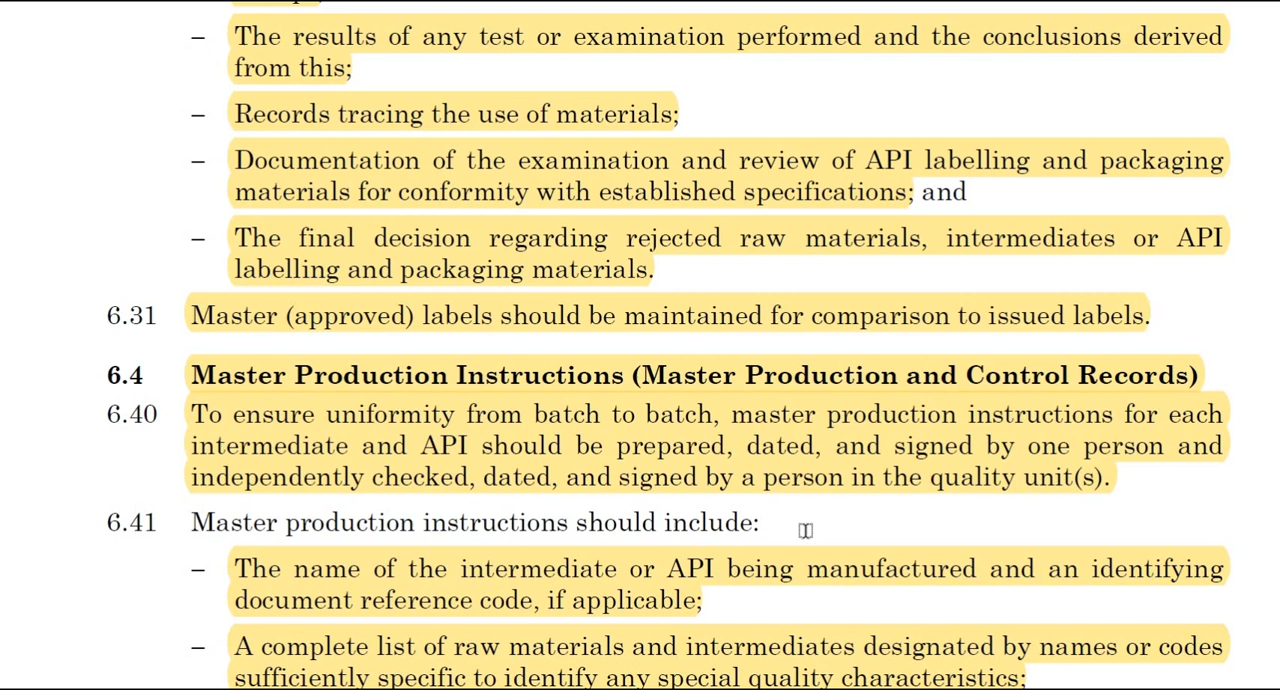 – The results of any test or examination performed and the conclusions derived
from this;
– Records tracing the use of materials;
– Documentation of the examination and review of API labelling and packaging
materials for conformity with established specifications; and
– The final decision regarding rejected raw materials, intermediates or API
labelling and packaging materials.
6.31 Master (approved) labels should be maintained for comparison to issued labels.
6.4 Master Production Instructions (Master Production and Control Records)
6.40 To ensure uniformity from batch to batch, master production instructions for each
intermediate and API should be prepared, dated, and signed by one person and
independently checked, dated, and signed by a person in the quality unit(s).
6.41 Master production instructions should include:
– The name of the intermediate or API being manufactured and an identifying
document reference code, if applicable;
– A complete list of raw materials and intermediates designated by names or codes
sufficiently specific to identify any special quality characteristics;